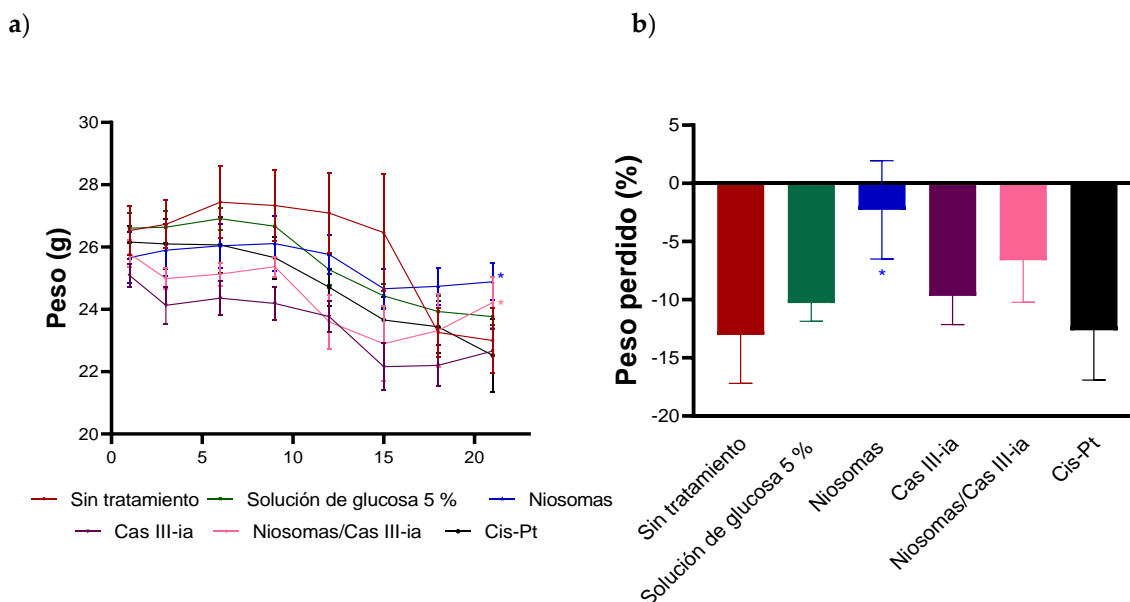 a)
30
28
26
24
22
20
Peso (g)
*
*
0
5
10
15
20
Sin tratamiento
Solución de glucosa 5 %
Niosomas
Cas III-ia
Niosomas/Cas III-ia
Cis-Pt
b)
5
0
-5
-10
-15
-20
Peso perdido (%)
*
Sin tratamiento
Solución de glucosa 5 %
Niosomas
Cas III-ia
Niosomas/Cas III-ia
Cis-Pt